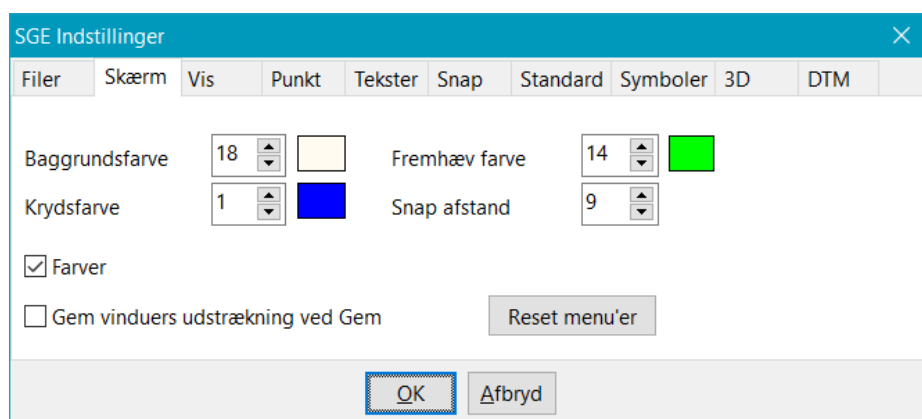 SGE Indstillinger
Filer Skærm Vis Punkt Tekster Snap Standard Symboler 3D DTM
Baggrundsfarve 18 Fremhæv farve 14
Krydsfarve 1 Snap afstand 9
Farver
Gem vinduers udstrækning ved Gem Reset menu'er
OK Afbryd